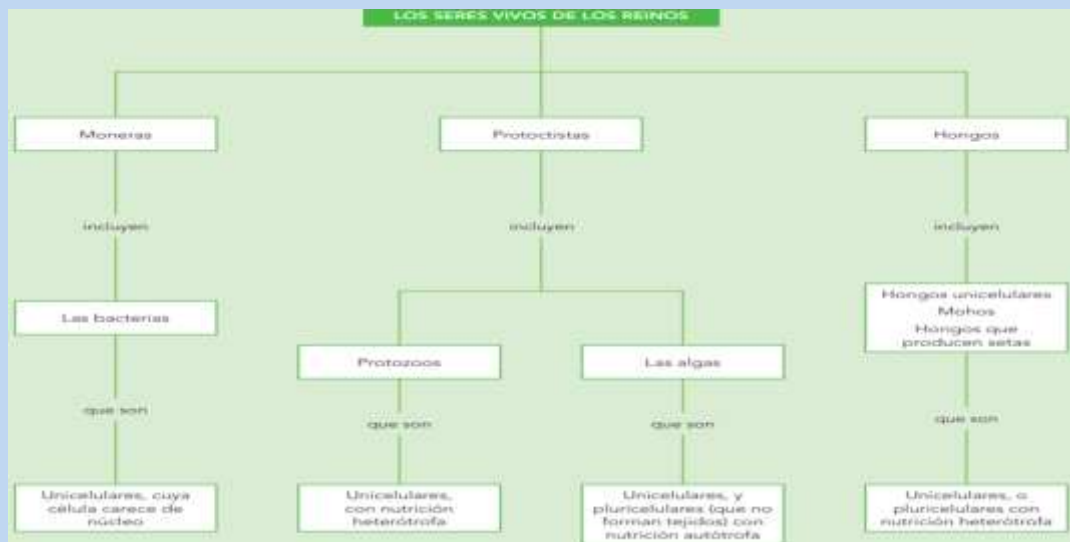 LOS SERES VIVOS DE LOS REINOS
Moneras
Protoctistas
Hongos
incluyen
incluyen
incluyen
Las bacterias
Hongos unicelulares
Mohos
Hongos que
producen setas
Protozoos
Las algas
que son
que son
que son
que son
Unicelulares, cuya
célula carece de
núcleo
Unicelulares,
con nutrición
heterótrofa
Unicelulares, y
pluricelulares (que no
forman tejidos) con
nutrición autótrofa
Unicelulares, o
pluricelulares con
nutrición heterótrofa